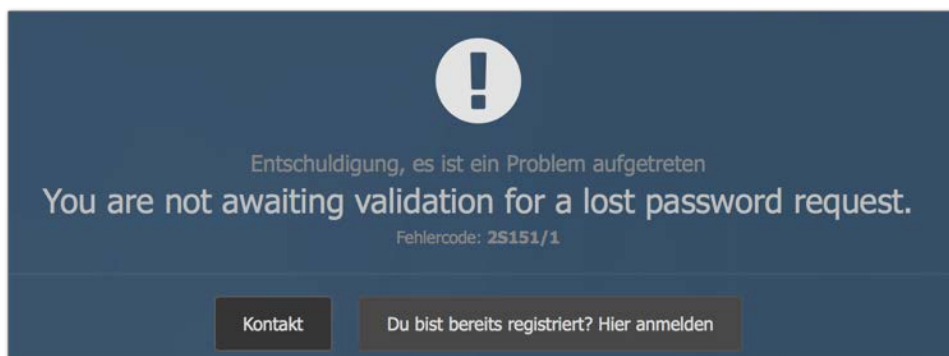 Entschuldigung, es ist ein Problem aufgetreten
You are not awaiting validation for a lost password request.
Fehlercode: 2S151/1
Kontakt
Du bist bereits registriert? Hier anmelden